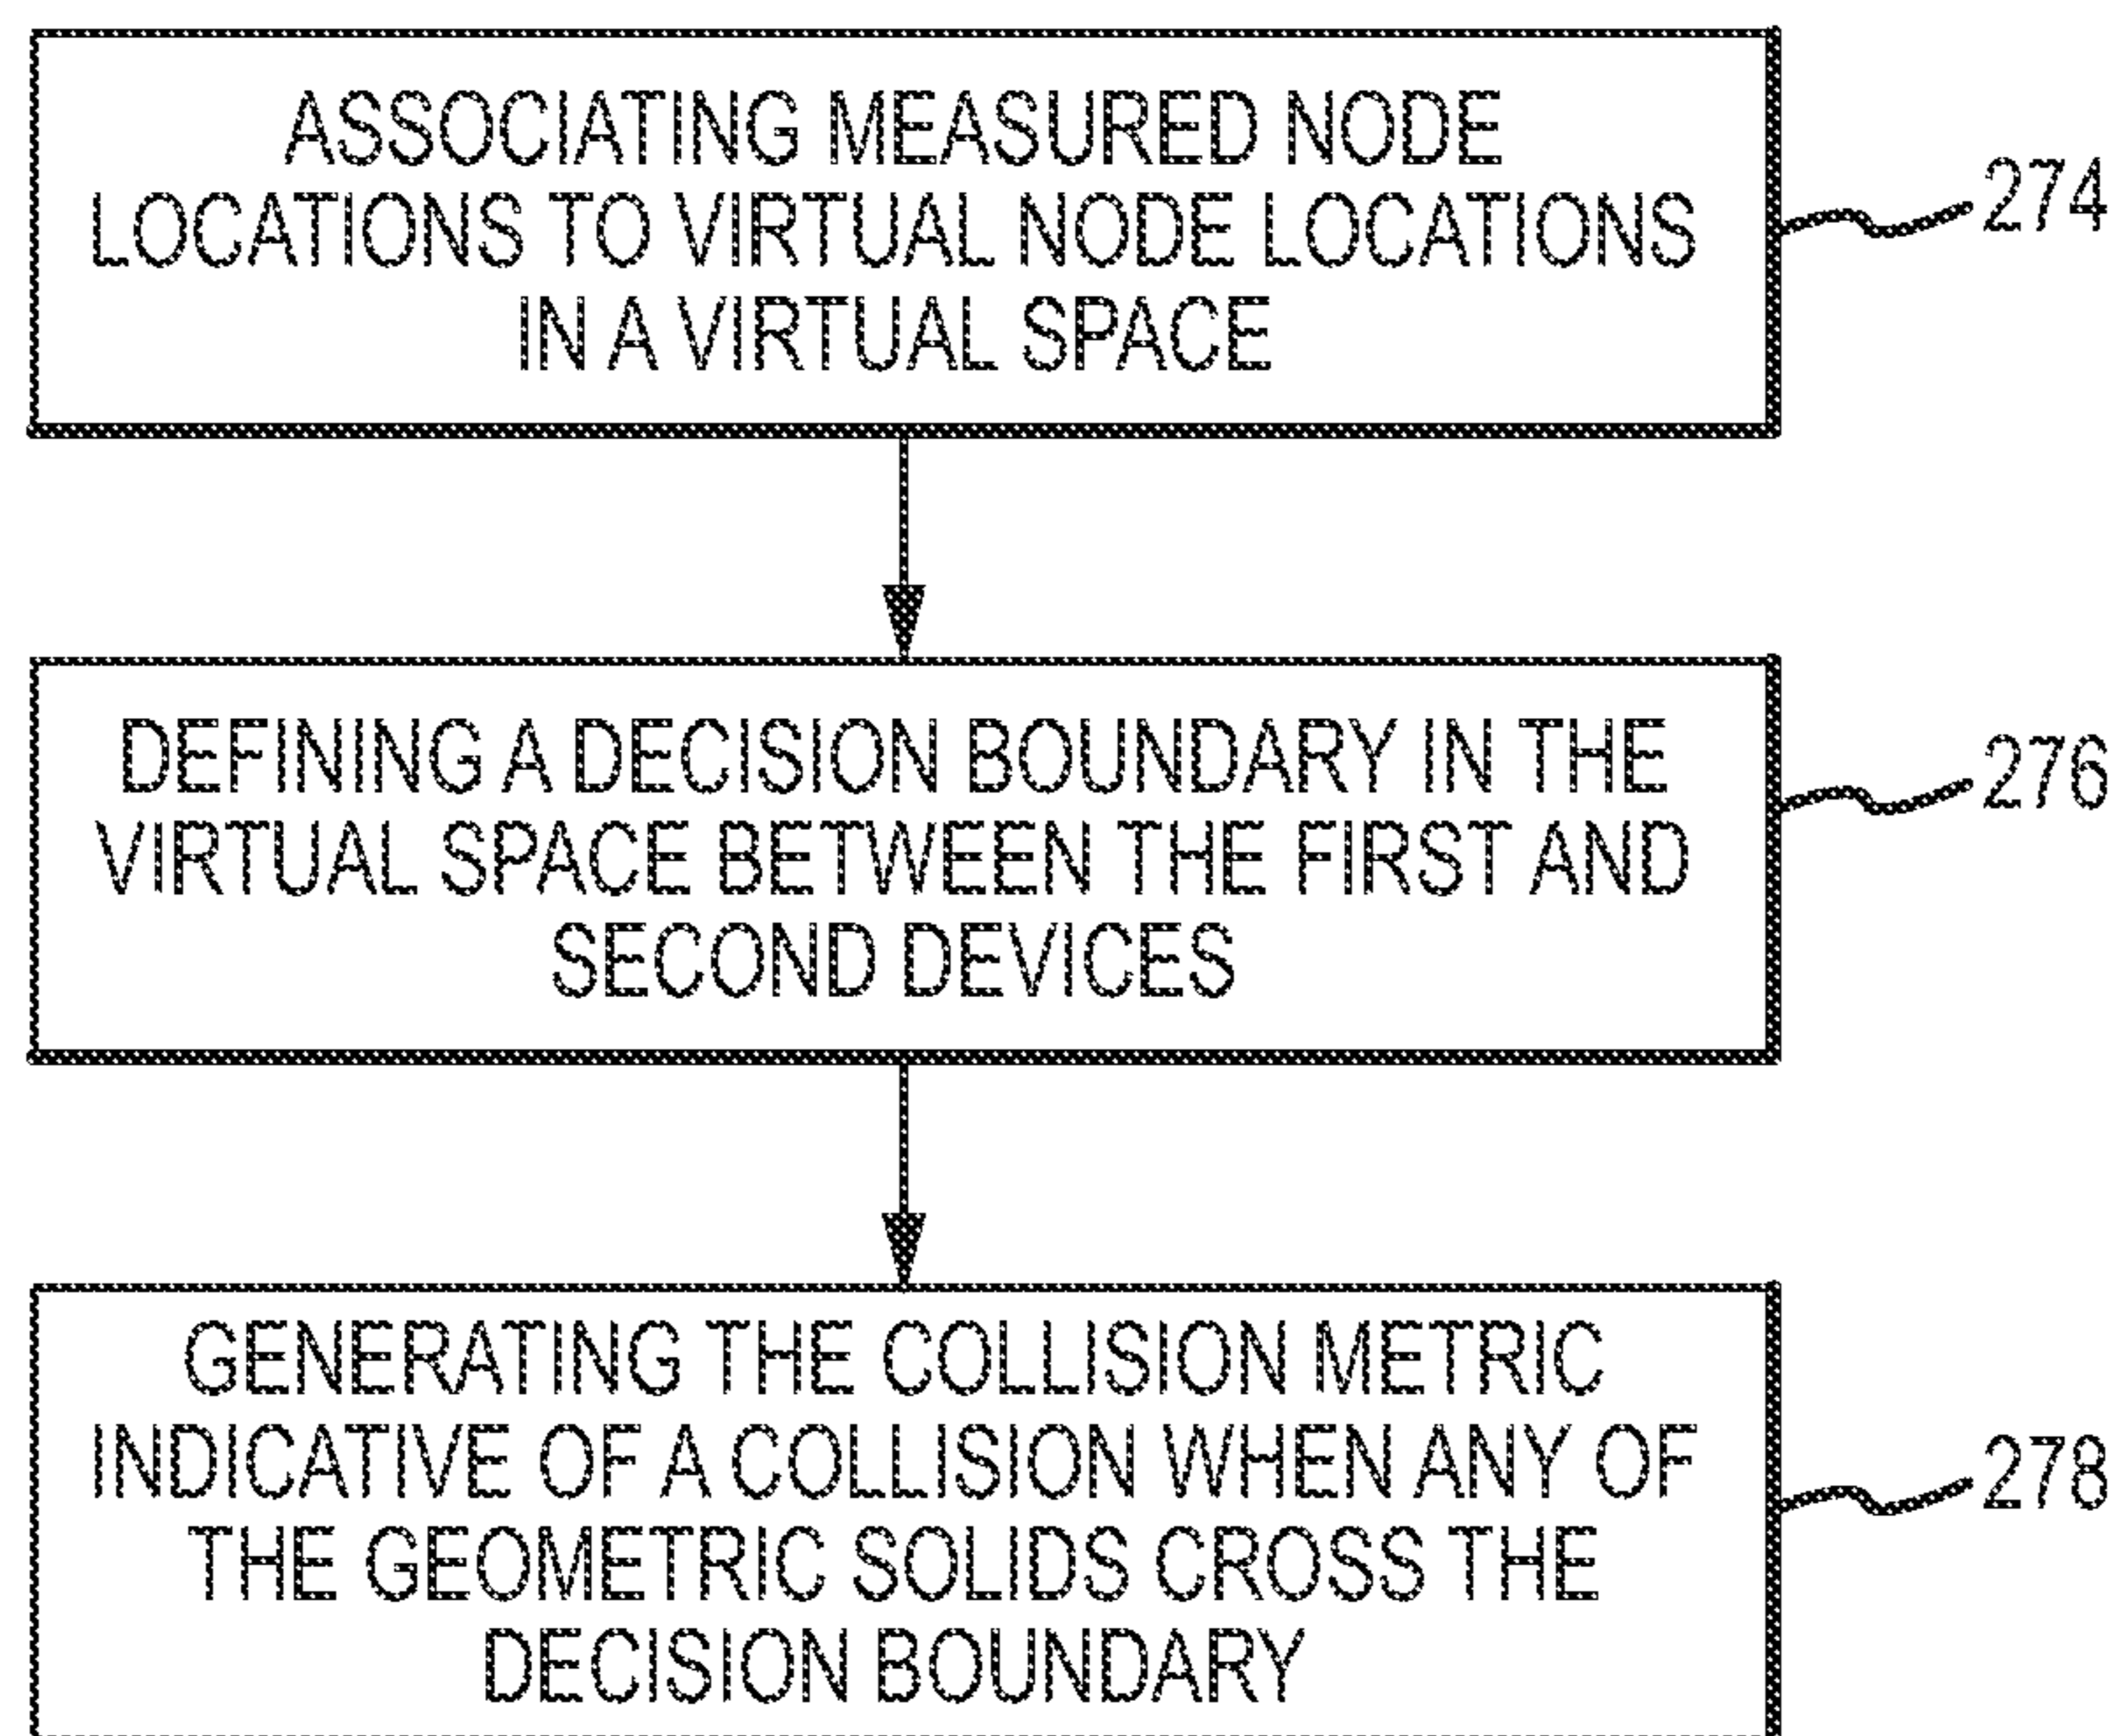 ASSOCIATING MEASURED NODE
LOCATIONS TO VIRTUAL NODE LOCATIONS
IN A VIRTUAL SPACE
274
DEFINING A DECISION BOUNDARY IN THE
VIRTUAL SPACE BETWEEN THE FIRST AND
SECOND DEVICES
276
GENERATING THE COLLISION METRIC
INDICATIVE OF A COLLISION WHEN ANY OF
THE GEOMETRIC SOLIDS CROSS THE
DECISION BOUNDARY
278